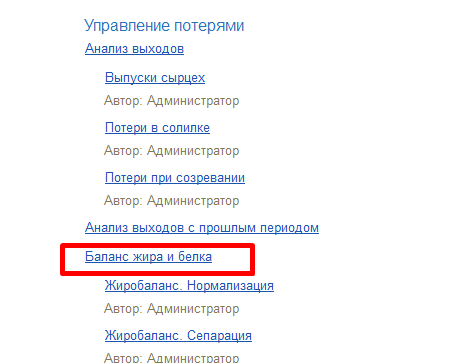 Управление потерями
Анализ выходов
Выпуски сырцех
Автор: Администратор
Потери в солилке
Автор: Администратор
Потери при созревании
Автор: Администратор
Анализ выходов с прошлым периодом
Баланс жира и белка
Жиробаланс. Нормализация
Автор: Администратор
Жиробаланс. Сепарация
Автор: Администратор